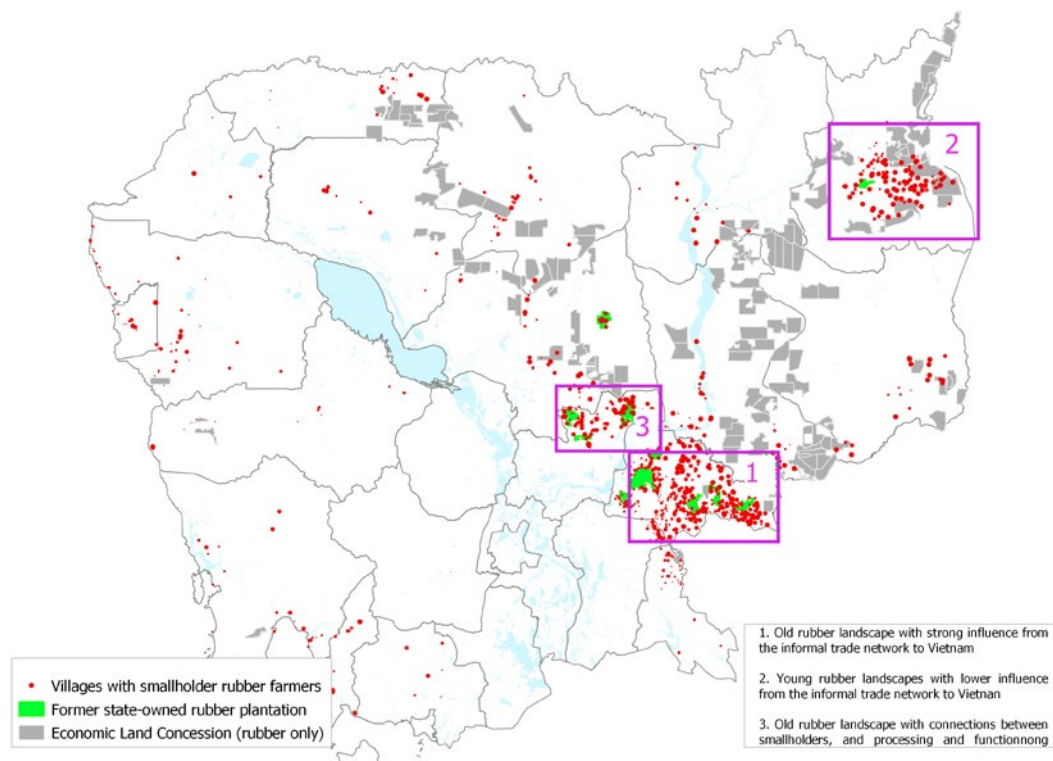 2
3
1
Villages with smallholder rubber farmers
Former state-owned rubber plantation
Economic Land Concession (rubber only)
1. Old rubber landscape with strong influence from
the informal trade network to Vietnam
2. Young rubber landscapes with lower influence
from the informal trade network to Vietnan
3. Old rubber landscape with connections between
smallholders, and processing and functionnong